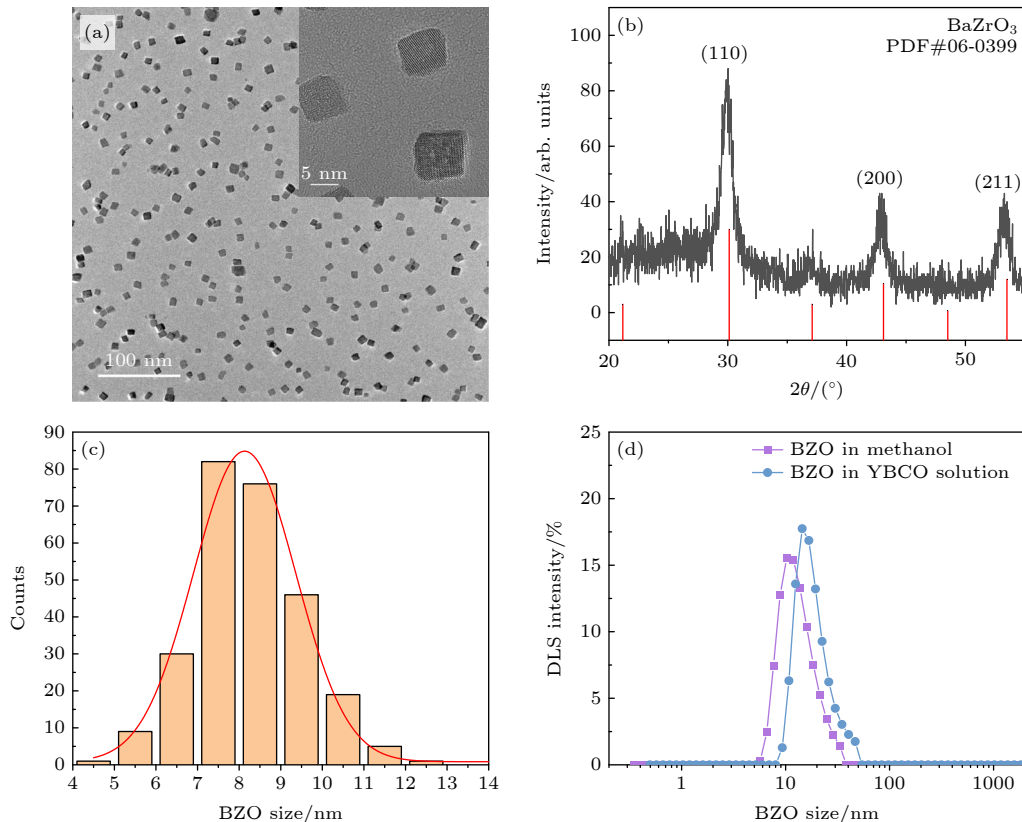 (a)
5 nm
100 nm
(b)
BaZrO3
PDF#06-0399
(110)
(200)
(211)
100
80
60
40
20
0
Intensity/arb. units
20
30
40
50
2θ/(°)
(c)
90
80
70
60
50
40
30
20
10
0
Counts
4
5
6
7
8
9
10
11
12
13
14
BZO size/nm
(d)
BZO in methanol
BZO in YBCO solution
25
20
15
10
5
0
DLS intensity/%
1
10
100
1000
BZO size/nm